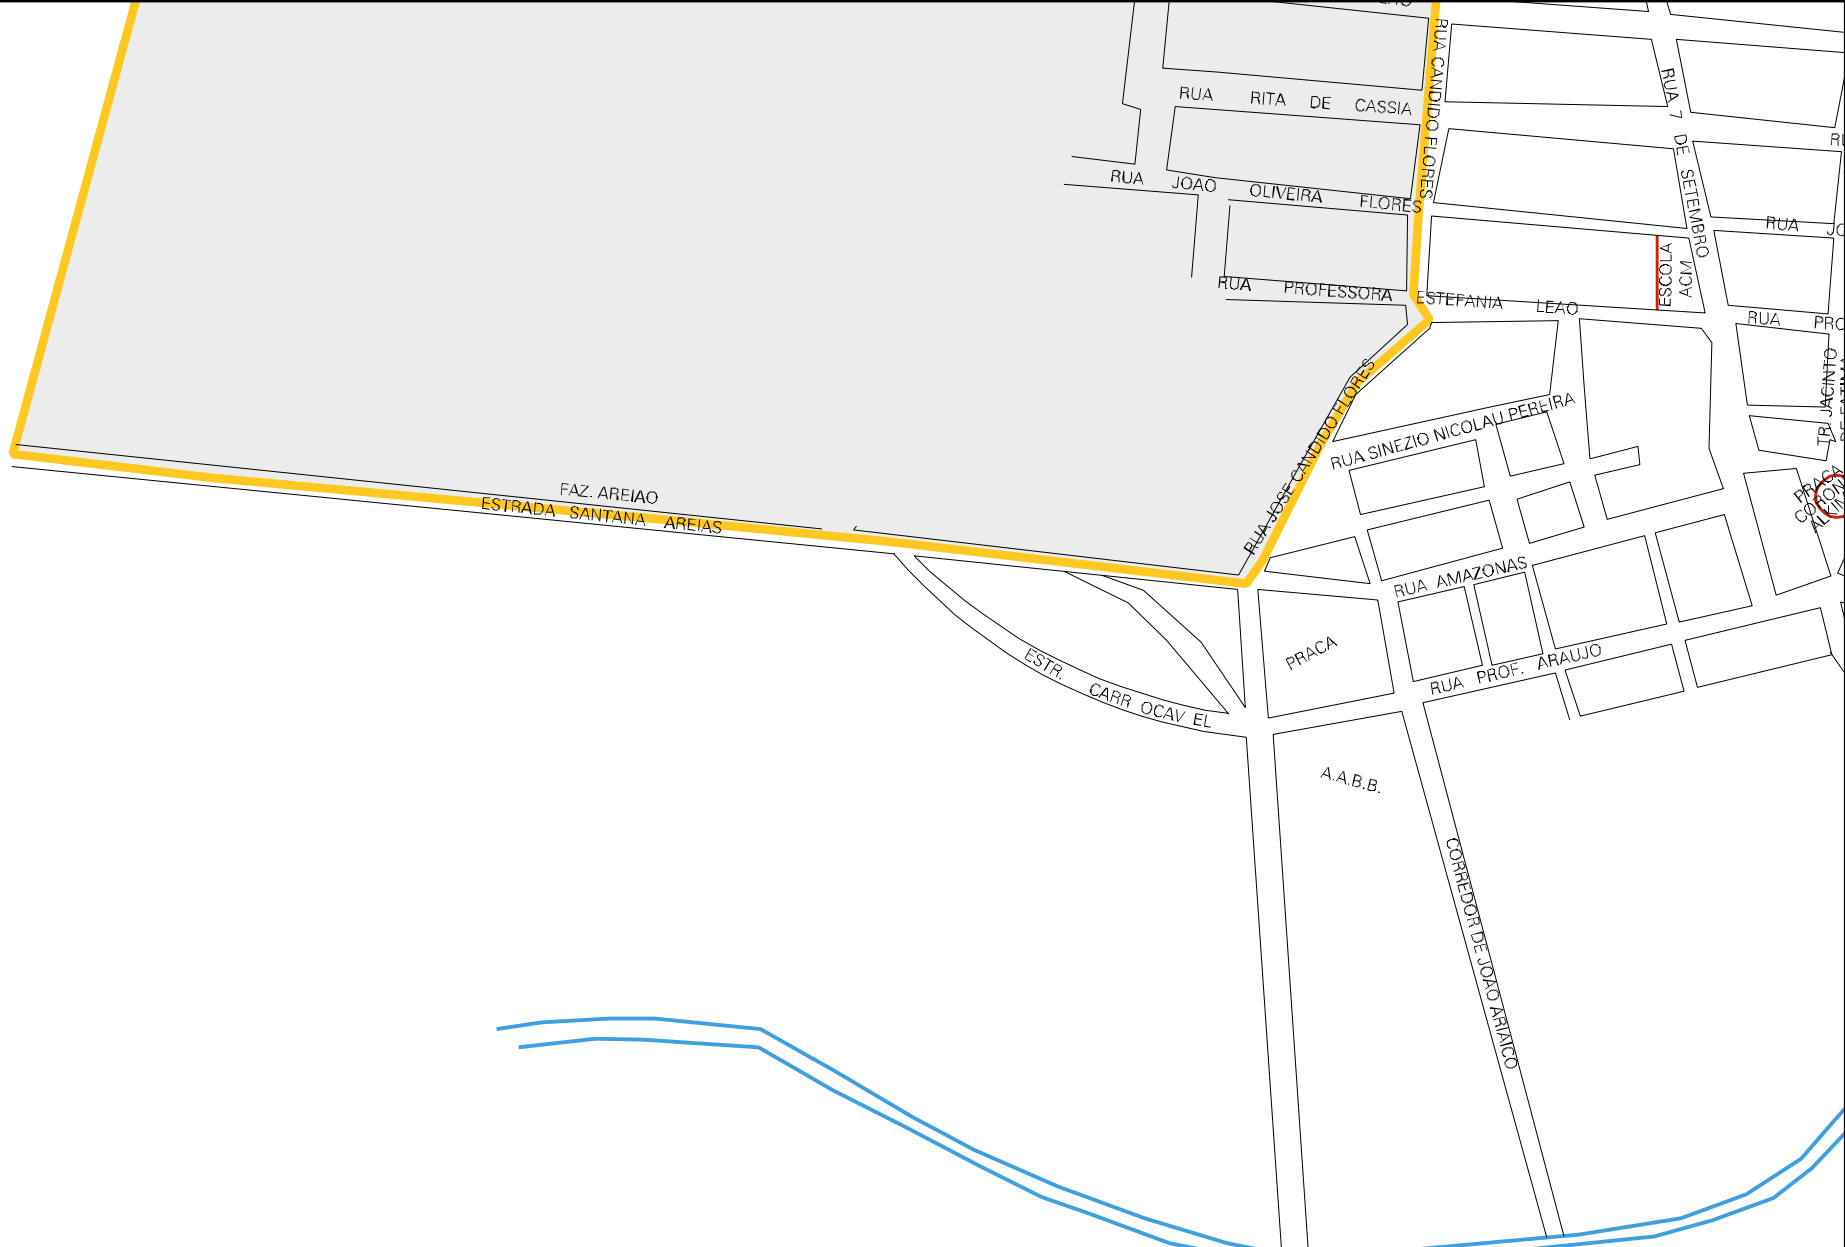 RUA CANDIDO FLORES
RUA 7 DE SETEMBRO
RUA RITA DE CASSIA
RUA JOAO OLIVEIRA FLORES
RUA
ESCOLA
ACM
RUA PROFESSORA ESTEFANIA LEAO
RUA
TR. JACINTO
RUA JOSE CANDIDO FLORES
RUA SINEZIO NICOLAU PEREIRA
PRACA
FAZ. AREIAO
ESTRADA SANTANA AREIAS
RUA AMAZONAS
PRACA
RUA PROF. ARAUJO
ESTR. CARR OCAV EL
A.A.B.B.
CORREDOR DE JOAO ARIAICO